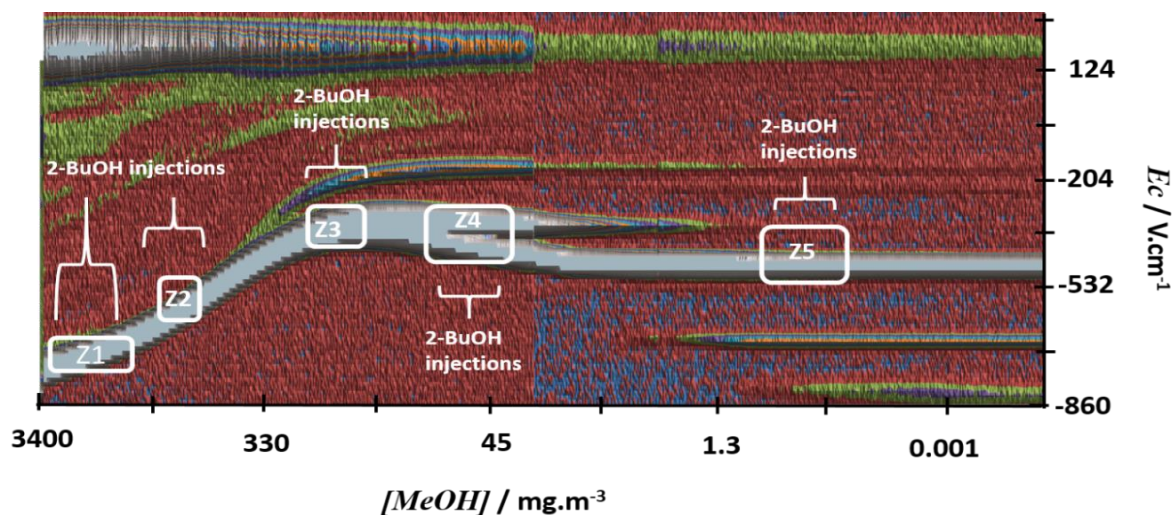 2-BuOH
injections
2-BuOH injections
2-BuOH
injections
2-BuOH
injections
Z1
Z2
Z3
Z4
Z5
124
-204
-532
-860
Ec / V.cm-1
3400
330
45
1.3
0.001
[MeOH] / mg.m-3